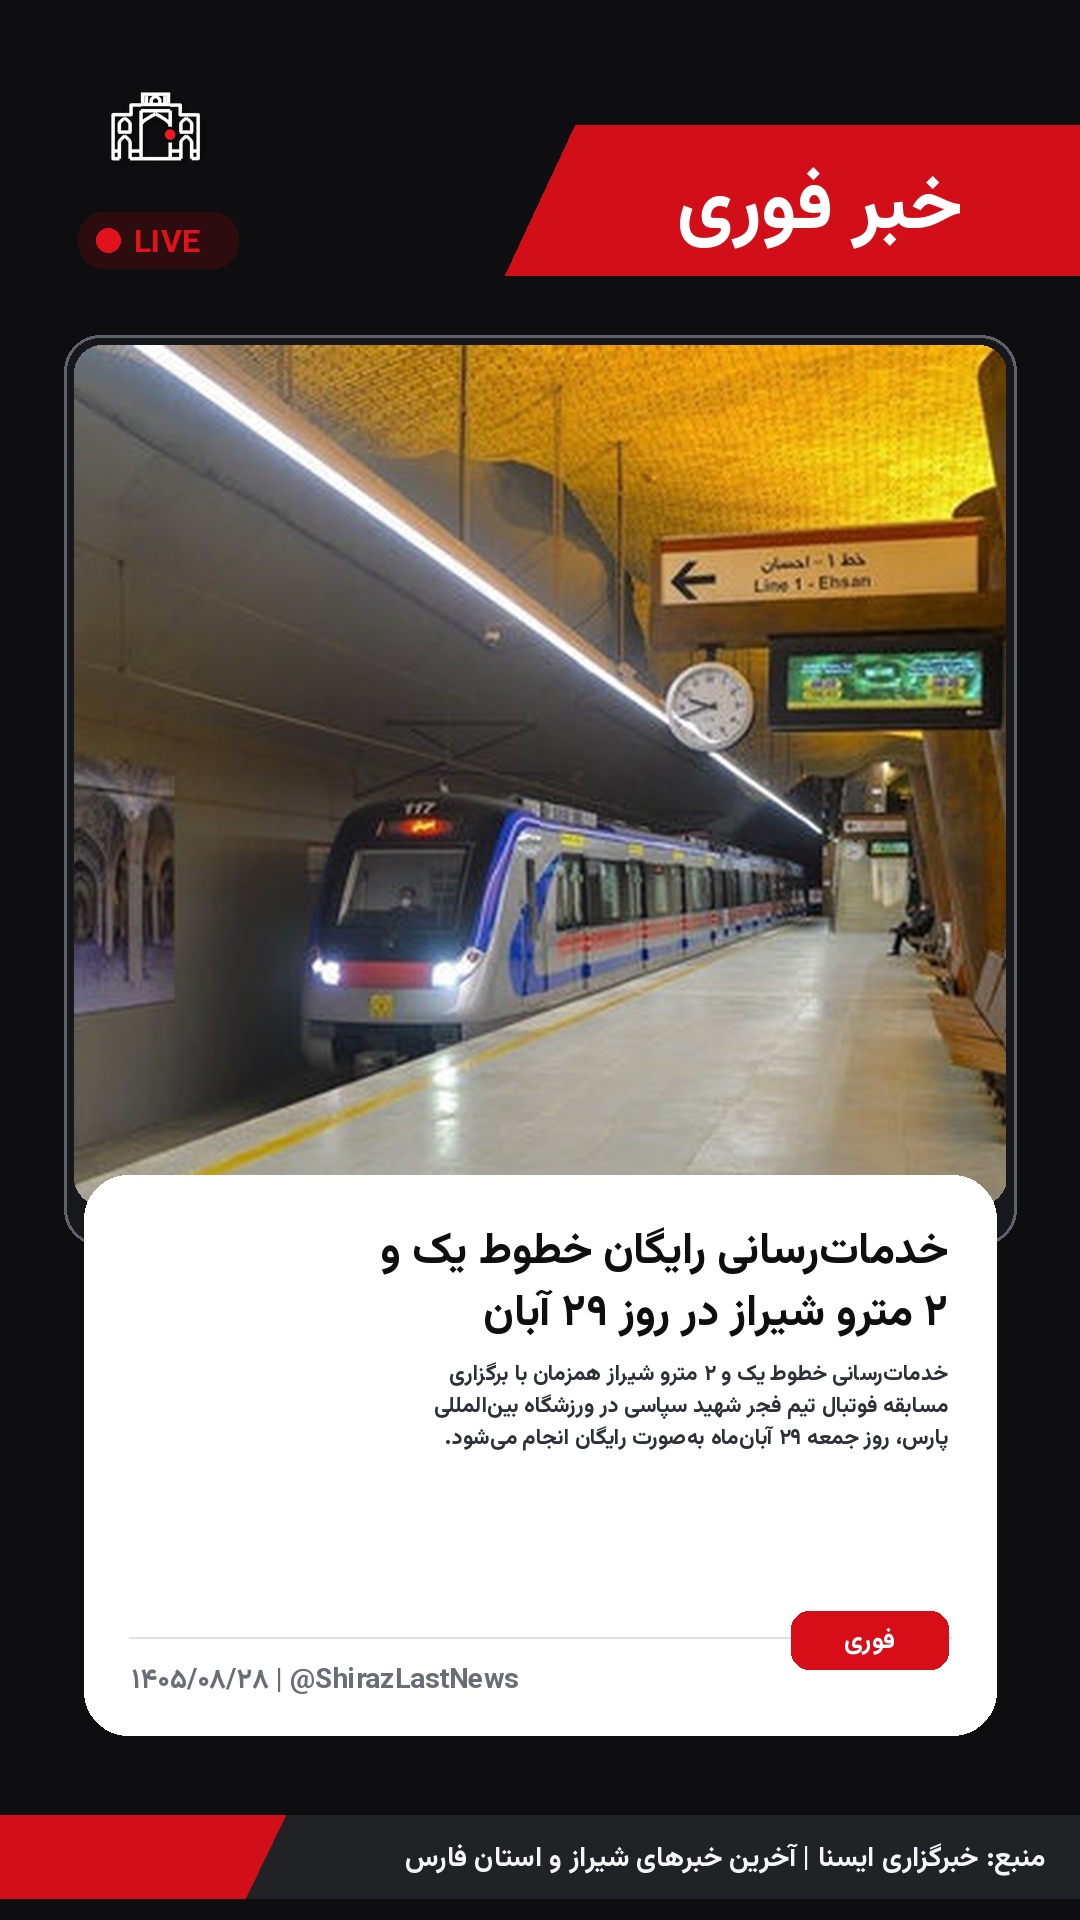 خبر فوری
LIVE
خط ۱ - احسان
Line 1 - Ehsan
117
خدمات‌رسانی رایگان خطوط یک و
۲ مترو شیراز در روز ۲۹ آبان
خدمات‌رسانی خطوط یک و ۲ مترو شیراز همزمان با برگزاری
مسابقه فوتبال تیم فجر شهید سپاسی در ورزشگاه بین‌المللی
پارس، روز جمعه ۲۹ آبان‌ماه به‌صورت رایگان انجام می‌شود.
فوری
۱۴۰۵/۰۸/۲۸ | @ShirazLastNews
منبع: خبرگزاری ایسنا | آخرین خبرهای شیراز و استان فارس